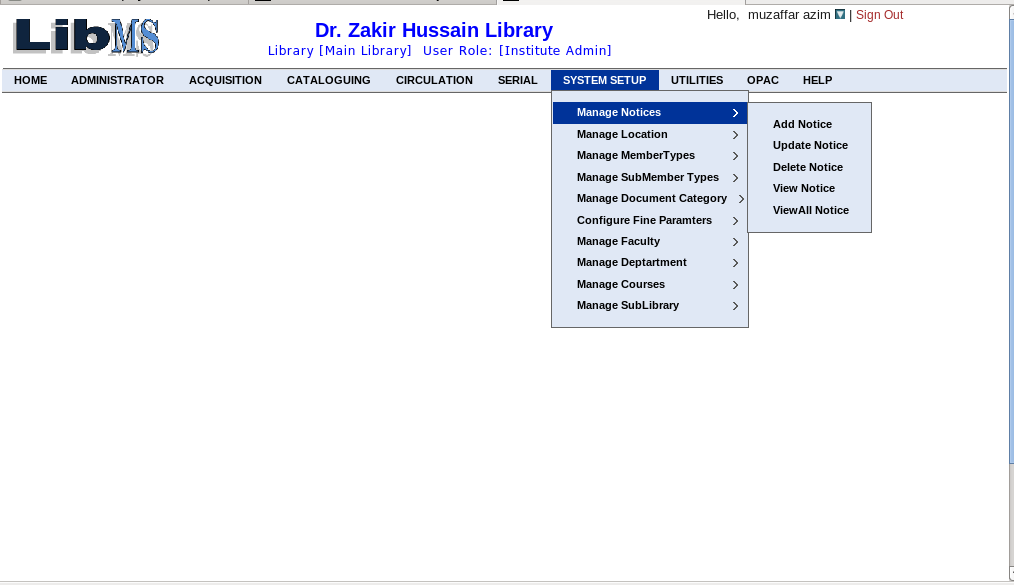 LibMS
Dr. Zakir Hussain Library
Library [Main Library] User Role: [Institute Admin]
Hello, muzaffar azim | Sign Out
HOME ADMINISTRATOR ACQUISITION CATALOGUING CIRCULATION SERIAL SYSTEM SETUP UTILITIES OPAC HELP
Manage Notices
Manage Location
Manage MemberTypes
Manage SubMember Types
Manage Document Category
Configure Fine Paramters
Manage Faculty
Manage Deptartment
Manage Courses
Manage SubLibrary
Add Notice
Update Notice
Delete Notice
View Notice
ViewAll Notice